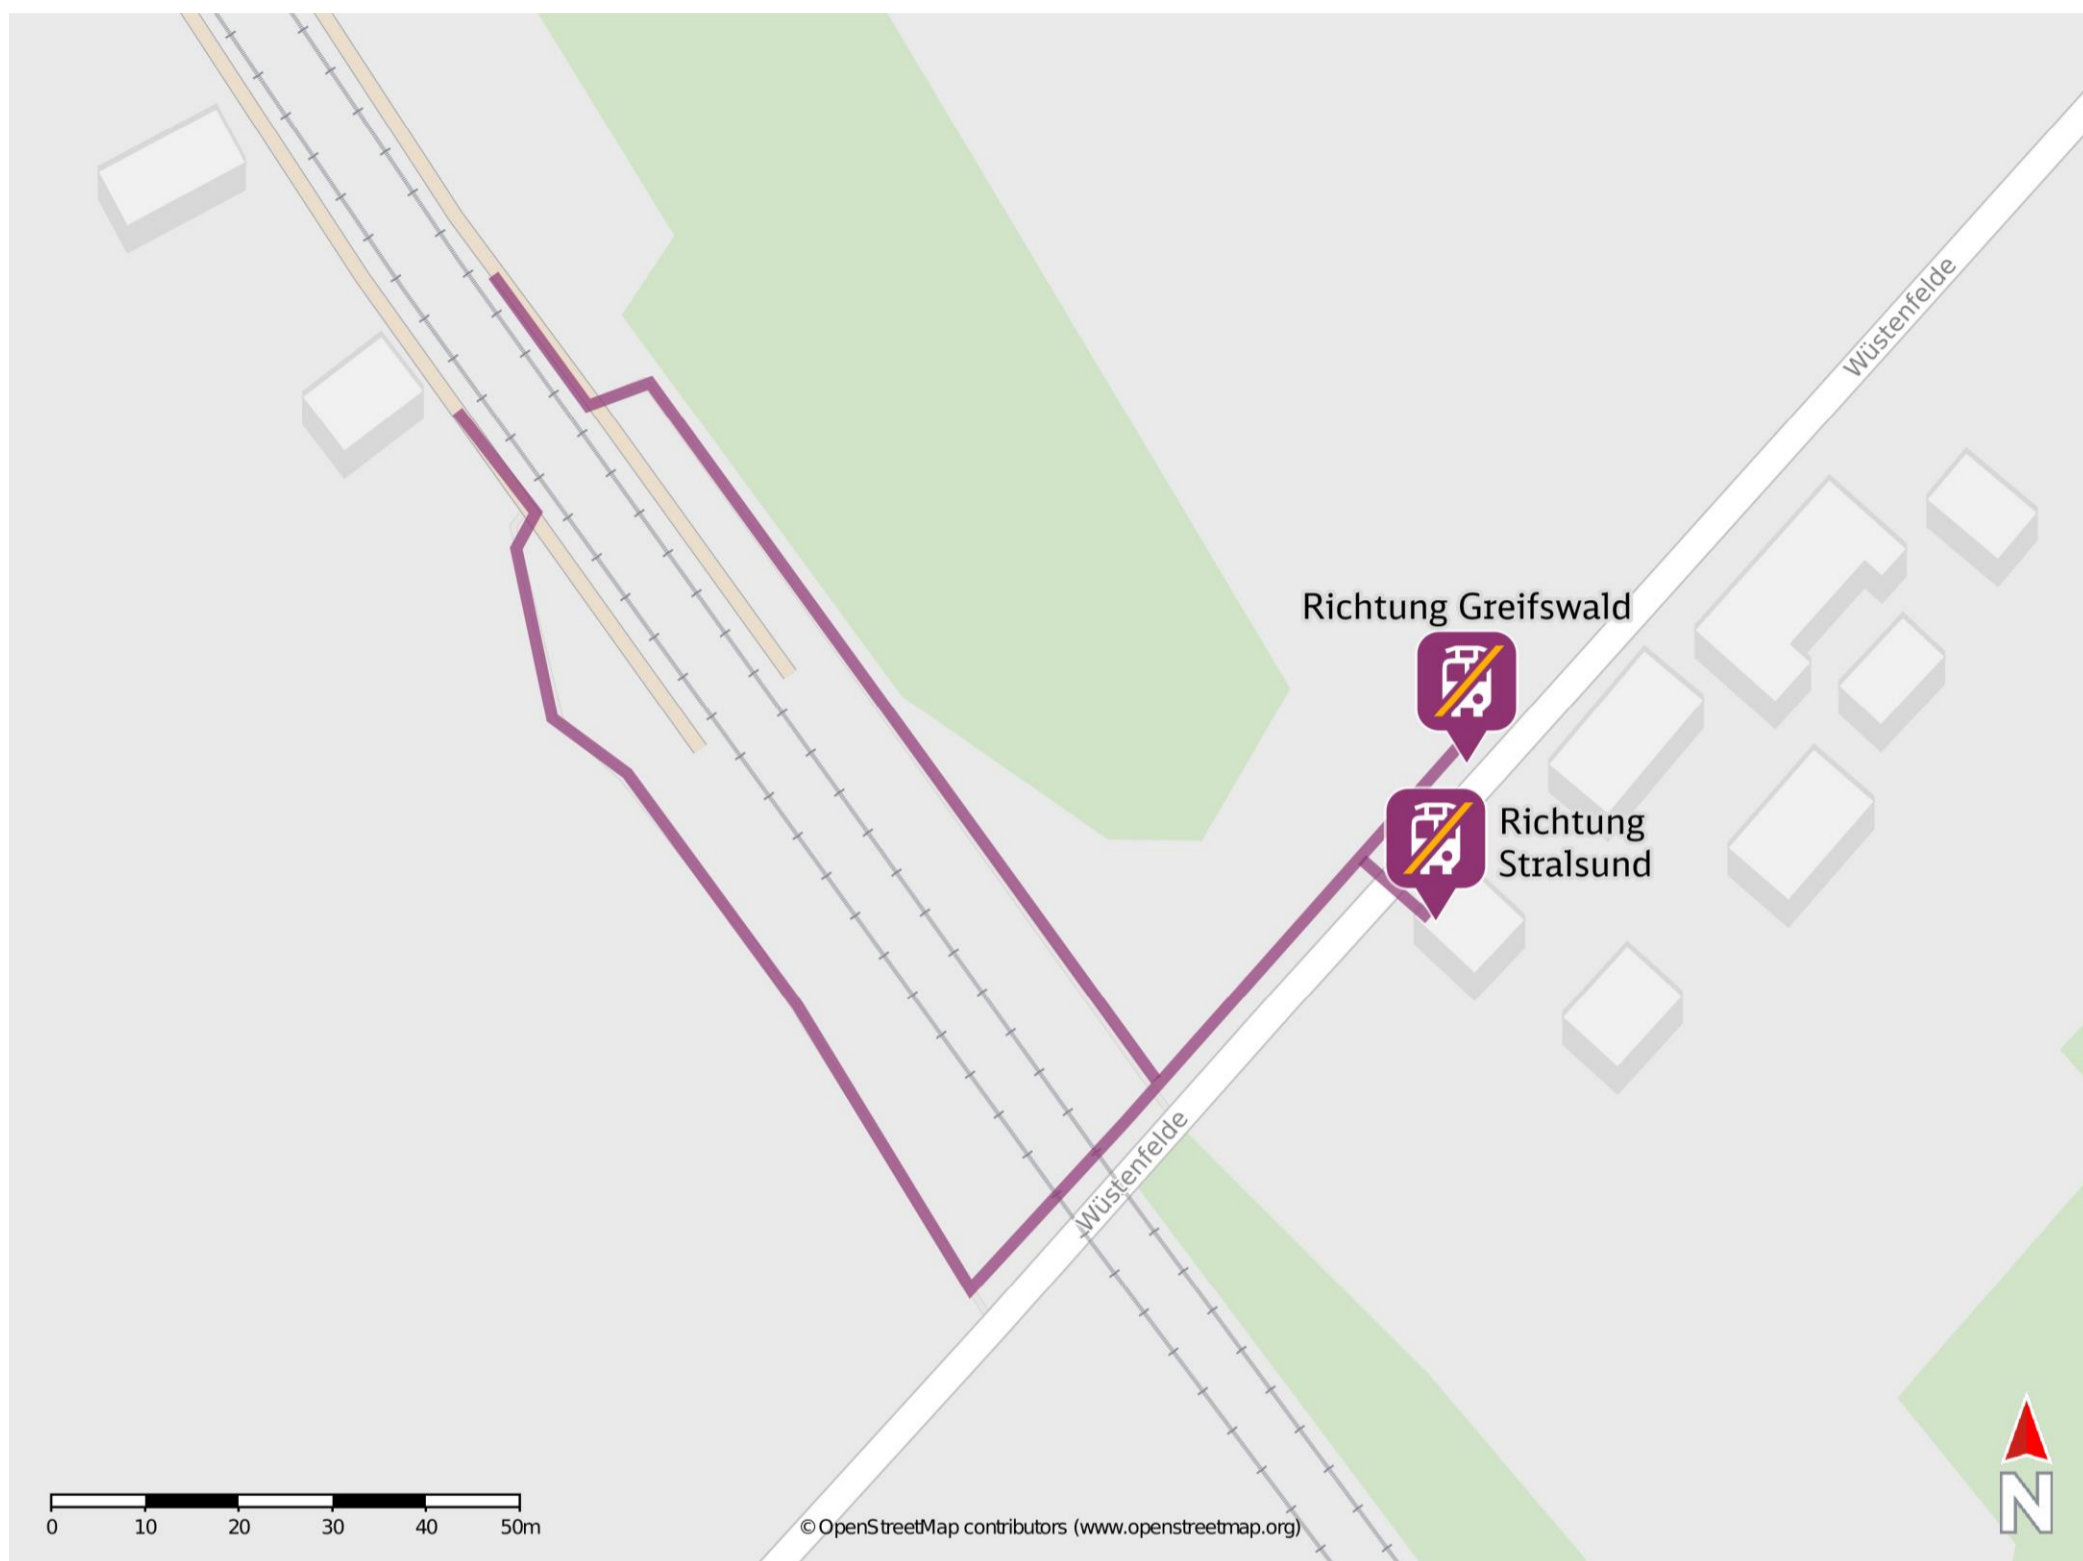 Wüstenfelde
Richtung Greifswald
Richtung
Stralsund
Wüstenfelde
0 10 20 30 40 50m
© OpenStreetMap contributors (www.openstreetmap.org)
N